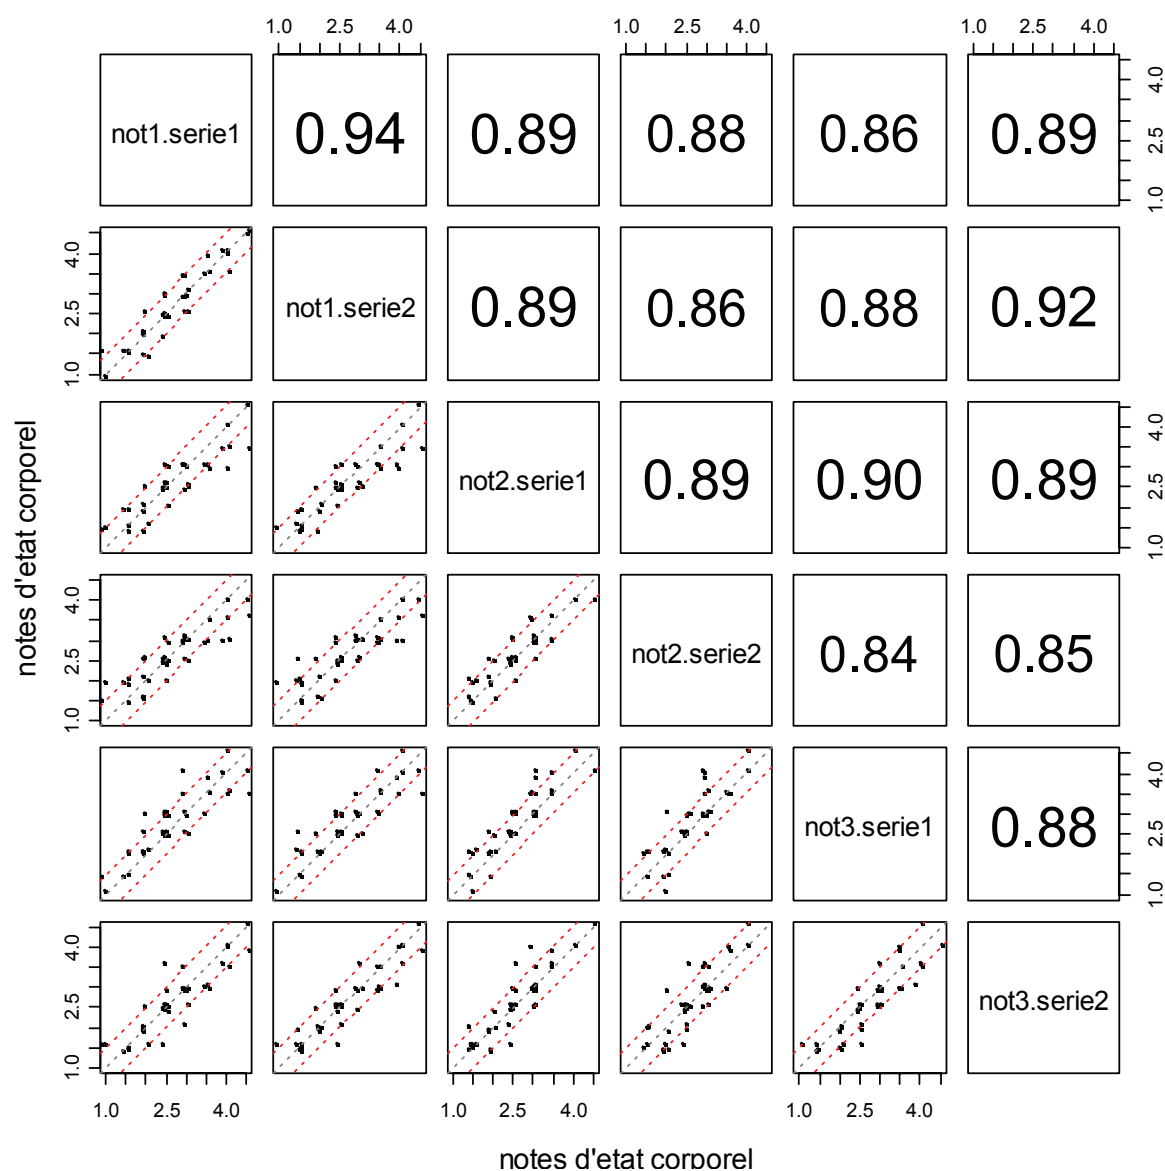 1.0 2.5 4.0 1.0 2.5 4.0 1.0 2.5 4.0
not1.serie1 0.94 0.89 0.88 0.86 0.89
4.0
2.5
1.0
4.0
2.5
1.0
not1.serie2 0.89 0.86 0.88 0.92
not2.serie1 0.89 0.90 0.89
4.0
2.5
1.0
notes d'etat corporel
4.0
2.5
1.0
not2.serie2 0.84 0.85
not3.serie1 0.88
4.0
2.5
1.0
4.0
2.5
1.0
not3.serie2
1.0 2.5 4.0 1.0 2.5 4.0 1.0 2.5 4.0
notes d'etat corporel